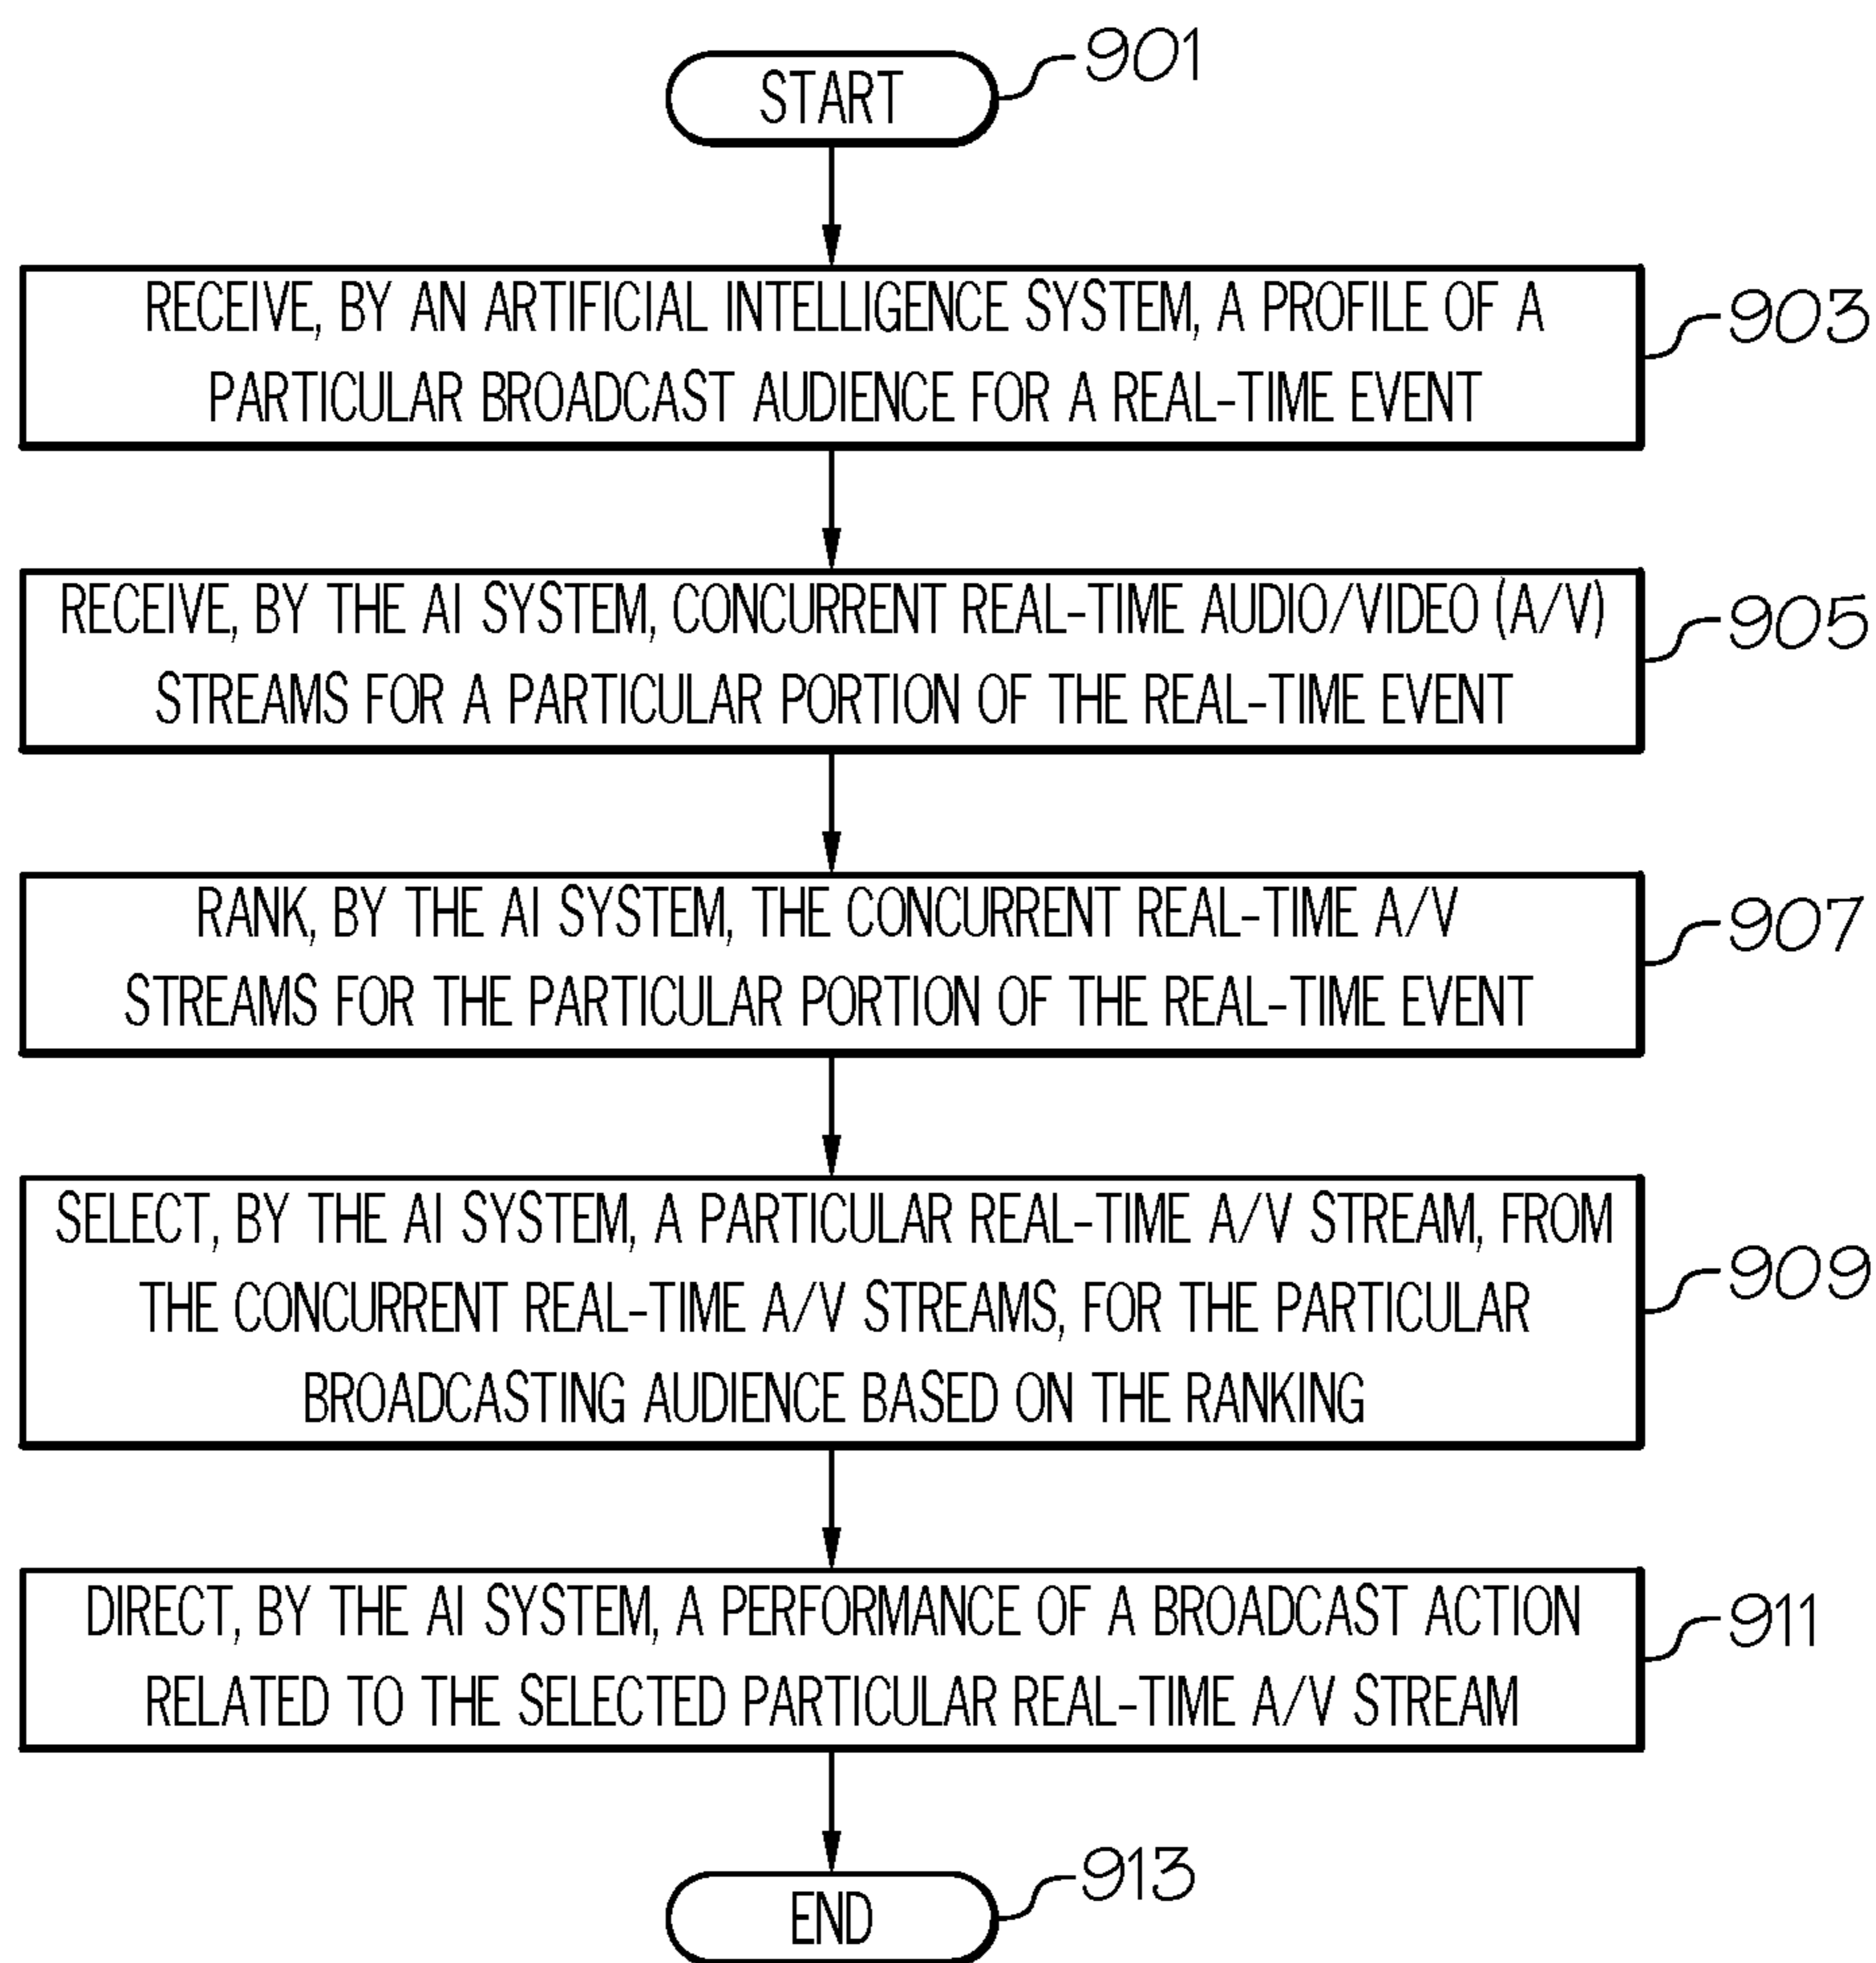 START
901
RECEIVE, BY AN ARTIFICIAL INTELLIGENCE SYSTEM, A PROFILE OF A
PARTICULAR BROADCAST AUDIENCE FOR A REAL-TIME EVENT
903
RECEIVE, BY THE AI SYSTEM, CONCURRENT REAL-TIME AUDIO/VIDEO (A/V)
STREAMS FOR A PARTICULAR PORTION OF THE REAL-TIME EVENT
905
RANK, BY THE AI SYSTEM, THE CONCURRENT REAL-TIME A/V
STREAMS FOR THE PARTICULAR PORTION OF THE REAL-TIME EVENT
907
SELECT, BY THE AI SYSTEM, A PARTICULAR REAL-TIME A/V STREAM, FROM
THE CONCURRENT REAL-TIME A/V STREAMS, FOR THE PARTICULAR
BROADCASTING AUDIENCE BASED ON THE RANKING
909
DIRECT, BY THE AI SYSTEM, A PERFORMANCE OF A BROADCAST ACTION
RELATED TO THE SELECTED PARTICULAR REAL-TIME A/V STREAM
911
END
913